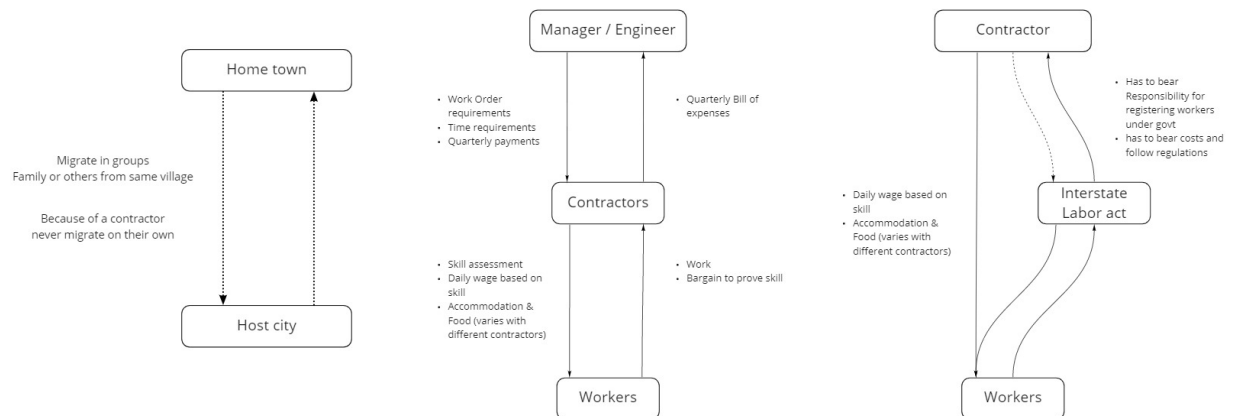 Home town
Migrate in groups
Family or others from same village
Because of a contractor
never migrate on their own
Host city
Manager / Engineer
• Work Order
requirements
• Time requirements
• Quarterly payments
• Quarterly Bill of
expenses
Contractors
• Skill assessment
• Daily wage based on
skill
• Accommodation &
Food (varies with
different contractors)
• Work
• Bargain to prove skill
Workers
Contractor
• Has to bear
Responsibility for
registering workers
under govt
• has to bear costs and
follow regulations
Interstate
Labor act
• Daily wage based on
skill
• Accommodation &
Food (varies with
different contractors)
Workers